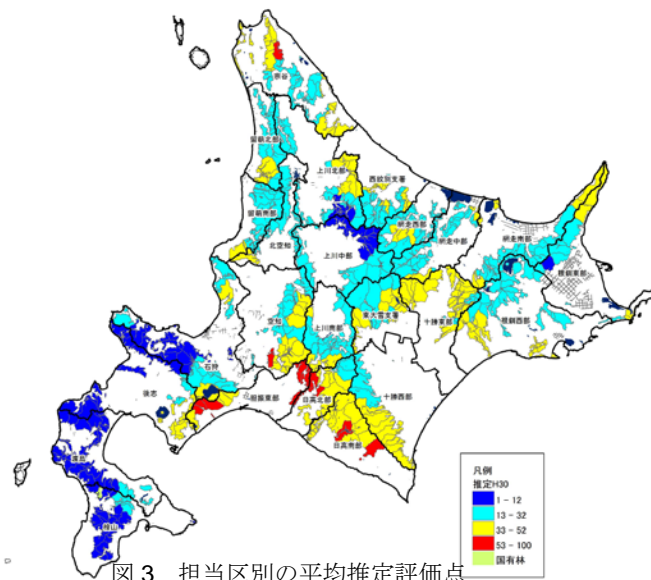 宗谷
留萌北部
上川北部
西紋別支署
網走西部
留萌南部
網走中部
網走南部
北空知
上川中部
根釧東部
空知
東大雪支署
十勝東部
根釧西部
上川南部
石狩
後志
胆振東部
日高北部
十勝西部
日高南部
渡島
檜山
凡例
推定H30
1 - 12
13 - 32
33 - 52
53 - 100
国有林
図 3 担当区別の平均推定評価点